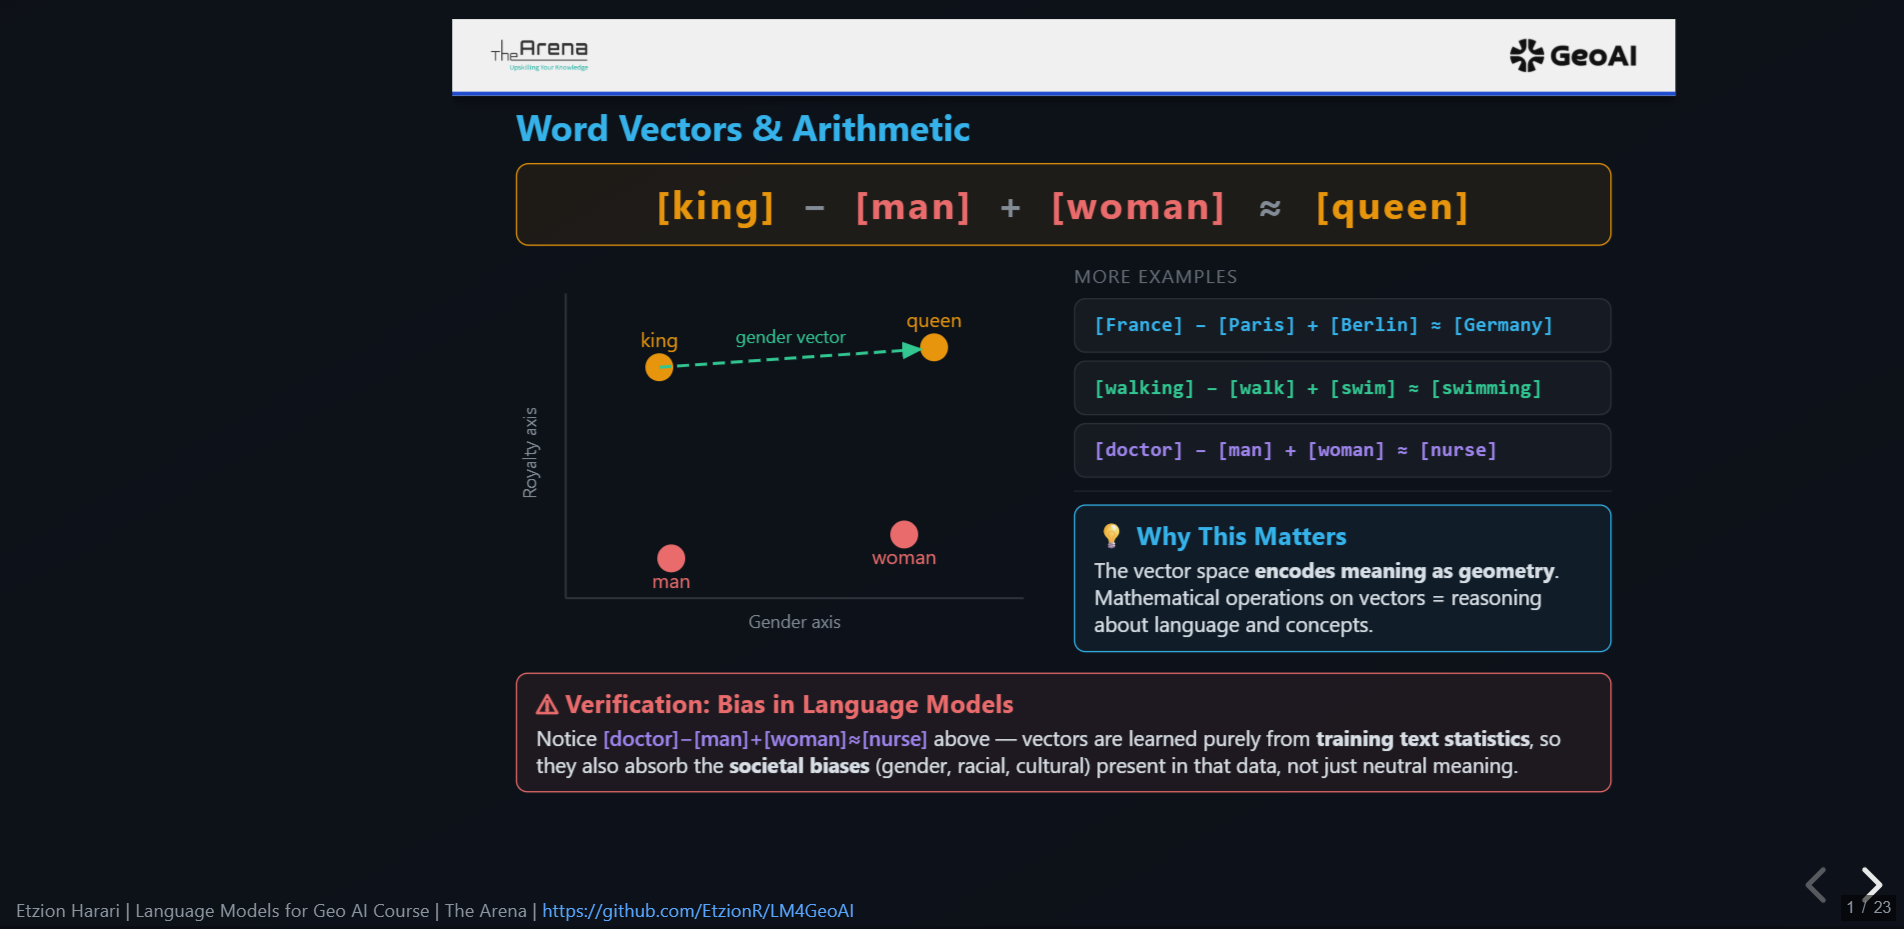 The Arena
Upskilling Your Knowledge
GeoAI
Word Vectors & Arithmetic
[king] − [man] + [woman] ≈ [queen]
king
gender vector
queen
Royalty axis
man
woman
Gender axis
MORE EXAMPLES
[France] − [Paris] + [Berlin] ≈ [Germany]
[walking] − [walk] + [swim] ≈ [swimming]
[doctor] − [man] + [woman] ≈ [nurse]
💡 Why This Matters
The vector space encodes meaning as geometry.
Mathematical operations on vectors = reasoning
about language and concepts.
⚠ Verification: Bias in Language Models
Notice [doctor]−[man]+[woman]≈[nurse] above — vectors are learned purely from training text statistics, so
they also absorb the societal biases (gender, racial, cultural) present in that data, not just neutral meaning.
Etzion Harari | Language Models for Geo AI Course | The Arena | https://github.com/EtzionR/LM4GeoAI
1 / 23